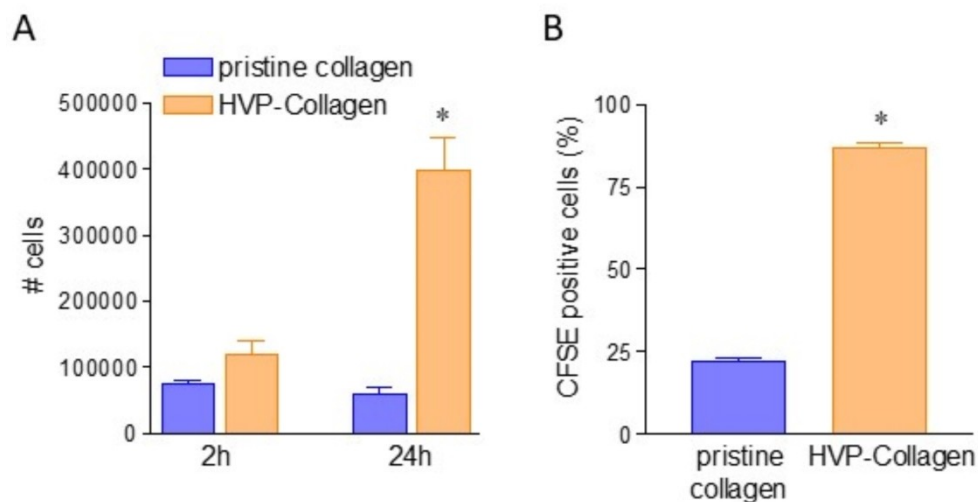 A
pristine collagen
HVP-Collagen
500000
400000
300000
200000
100000
0
# cells
*
2h
24h
B
100
75
50
25
0
CFSE positive cells (%)
*
pristine
collagen
HVP-Collagen